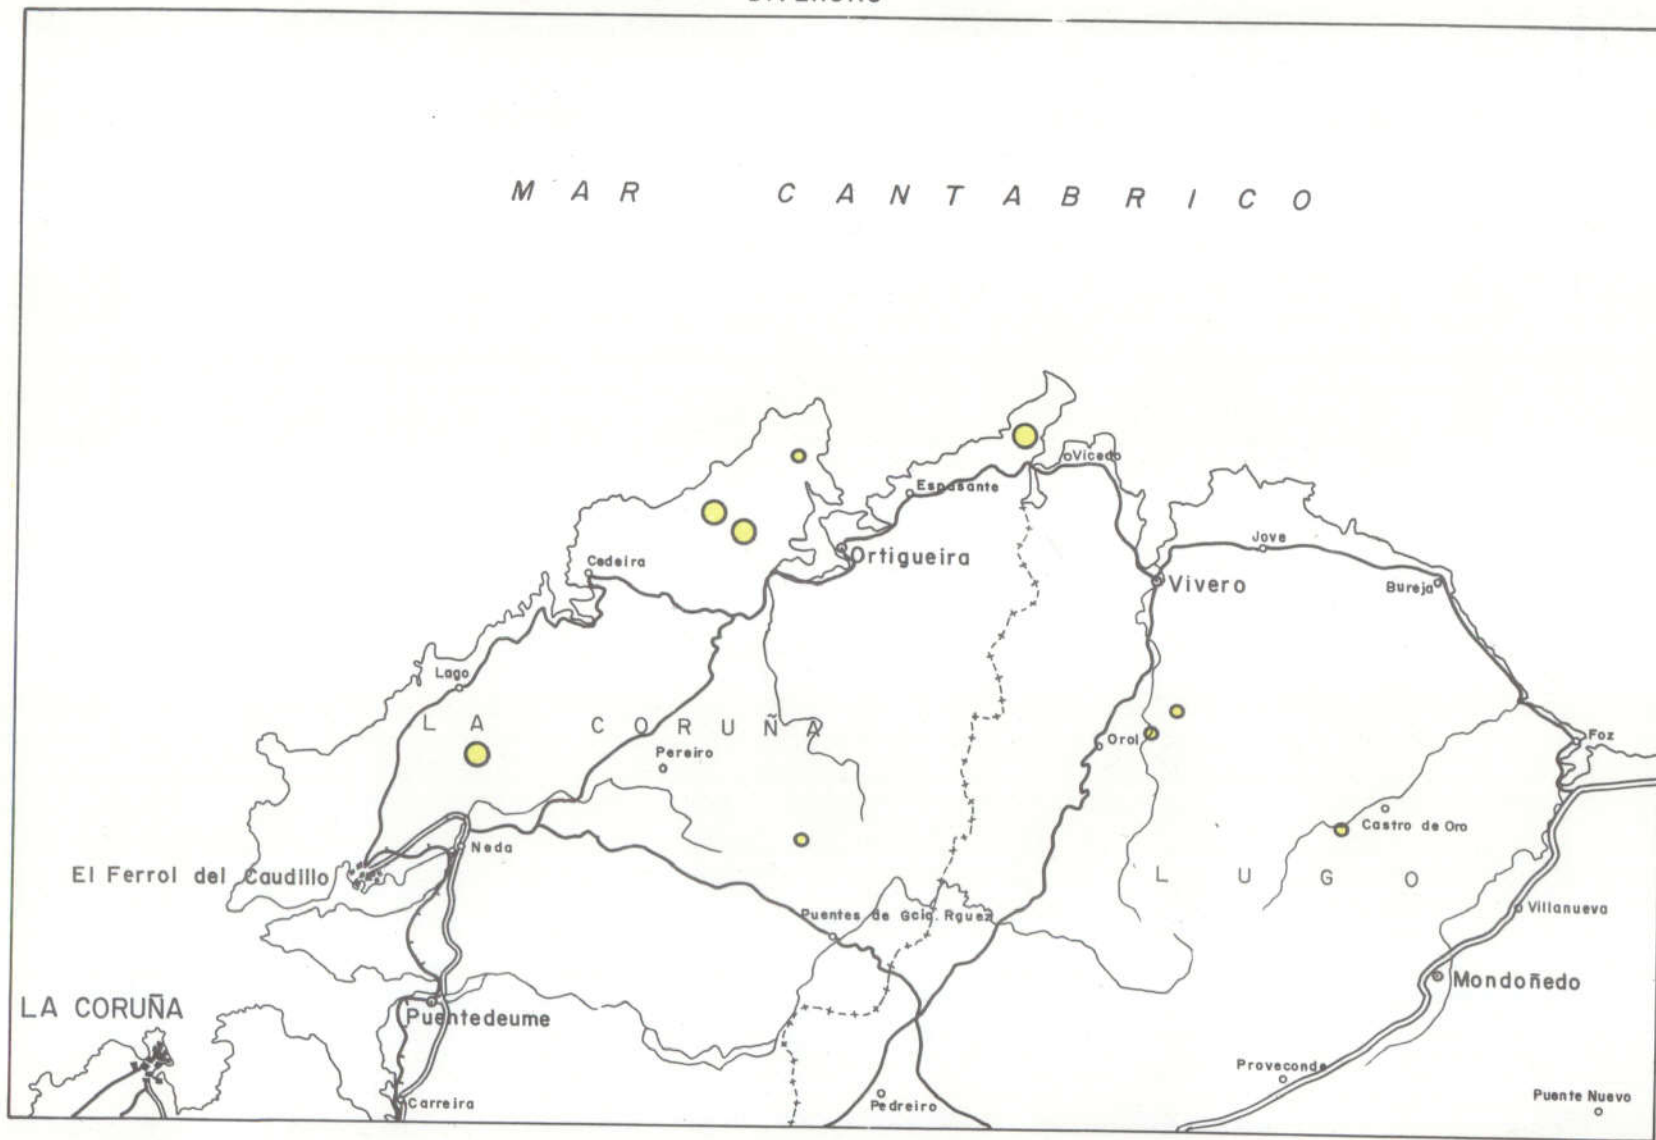 MAR CANTABRICO
Vicedo
Espasante
Ortigueira
Jove
Cedeira
Vivero
Bureja
Lago
LA CORUÑA
Pereiro
Orol
Foz
Castro de Oro
Neda
El Ferrol del Caudillo
LUGO
Puentes de Gcia. Rguez
Villanueva
Mondoñedo
LA CORUÑA
Puentedeume
Proveconde
Pedreiro
Carreira
Puente Nuevo